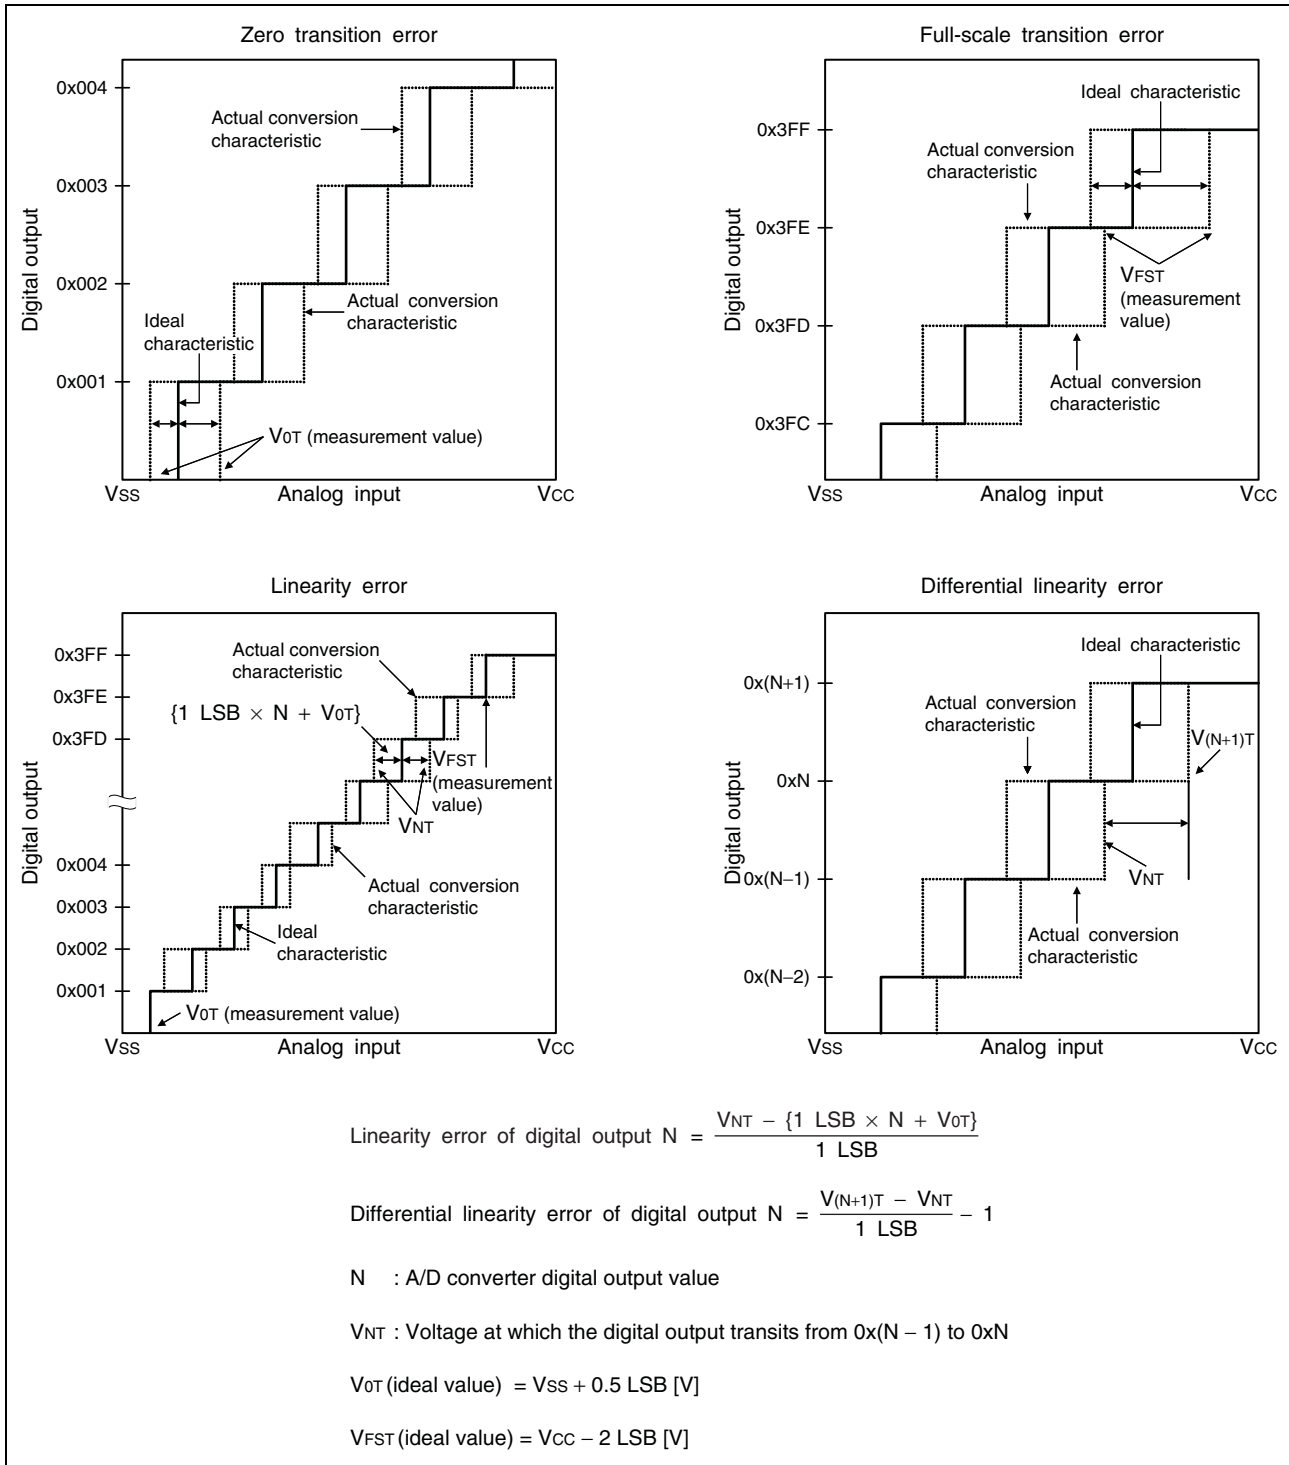 Zero transition error
0x004
0x003
0x002
0x001
Digital output
Actual conversion
characteristic
Actual conversion
characteristic
Ideal
characteristic
V0T (measurement value)
VSS
Analog input
VCC
Full-scale transition error
0x3FF
0x3FE
0x3FD
0x3FC
Digital output
Ideal characteristic
Actual conversion
characteristic
VFST
(measurement
value)
Actual conversion
characteristic
VSS
Analog input
VCC
Linearity error
0x3FF
0x3FE
0x3FD
0x004
0x003
0x002
0x001
Digital output
Actual conversion
characteristic
{1 LSB × N + V0T}
VFST
(measurement
value)
VNT
Actual conversion
characteristic
Ideal
characteristic
V0T (measurement value)
VSS
Analog input
VCC
Differential linearity error
0x(N+1)
0xN
0x(N−1)
0x(N−2)
Digital output
Ideal characteristic
Actual conversion
characteristic
V(N+1)T
VNT
Actual conversion
characteristic
VSS
Analog input
VCC
Linearity error of digital output N = VNT − {1 LSB × N + V0T} / 1 LSB
Differential linearity error of digital output N = V(N+1)T − VNT / 1 LSB − 1
N : A/D converter digital output value
VNT : Voltage at which the digital output transits from 0x(N − 1) to 0xN
V0T (ideal value) = VSS + 0.5 LSB [V]
VFST (ideal value) = VCC − 2 LSB [V]